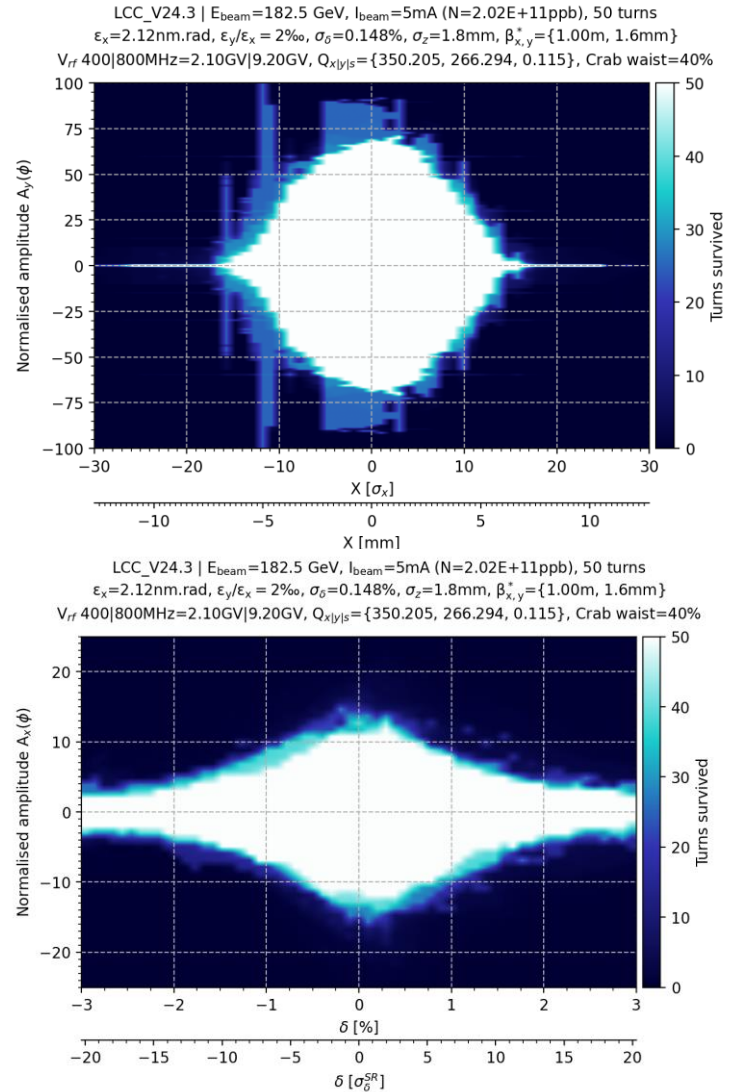 LCC_V24.3 | E_beam=182.5 GeV, I_beam=5mA (N=2.02E+11ppb), 50 turns
ε_x=2.12nm.rad, ε_y/ε_x = 2‰, σ_δ=0.148%, σ_z=1.8mm, β*_x,y={1.00m, 1.6mm}
V_rf 400|800MHz=2.10GV|9.20GV, Q_x|y|s={350.205, 266.294, 0.115}, Crab waist=40%
Normalised amplitude A_y(ϕ)
100
75
50
25
0
−25
−50
−75
−100
−30 −20 −10 0 10 20 30
X [σ_x]
−10 −5 0 5 10
X [mm]
50
40
30
20
10
0
Turns survived
LCC_V24.3 | E_beam=182.5 GeV, I_beam=5mA (N=2.02E+11ppb), 50 turns
ε_x=2.12nm.rad, ε_y/ε_x = 2‰, σ_δ=0.148%, σ_z=1.8mm, β*_x,y={1.00m, 1.6mm}
V_rf 400|800MHz=2.10GV|9.20GV, Q_x|y|s={350.205, 266.294, 0.115}, Crab waist=40%
Normalised amplitude A_x(ϕ)
20
10
0
−10
−20
−3 −2 −1 0 1 2 3
δ [%]
−20 −15 −10 −5 0 5 10 15 20
δ [σ_δ^SR]
50
40
30
20
10
0
Turns survived